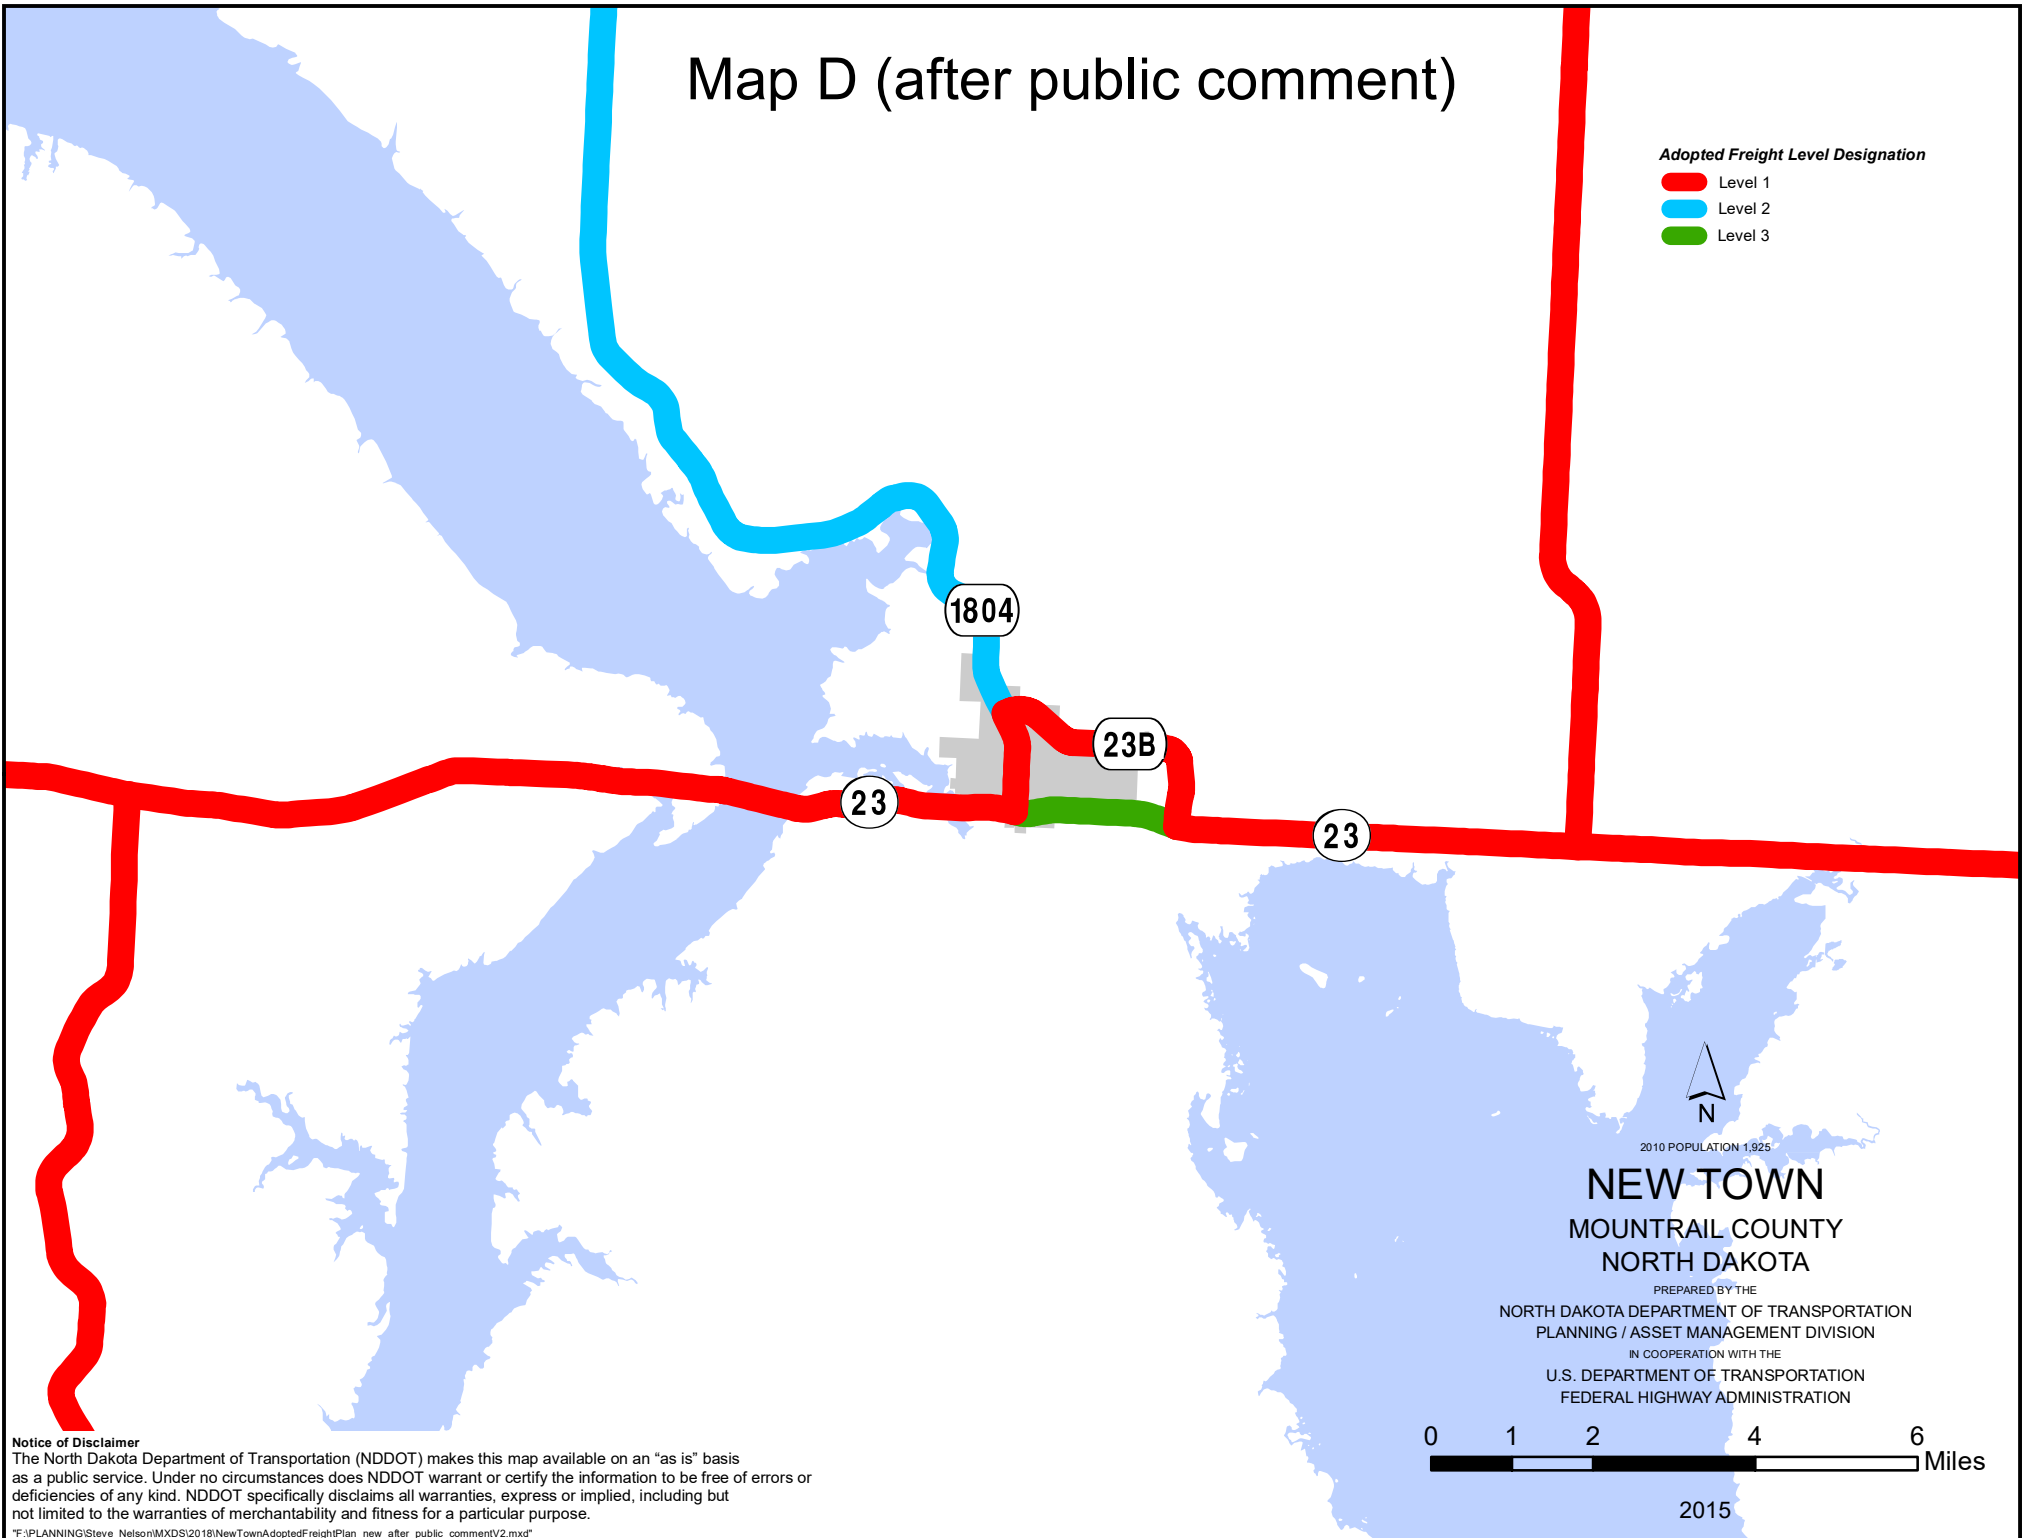 Map D (after public comment)
Adopted Freight Level Designation
Level 1
Level 2
Level 3
1804
23B
23
23
N
2010 POPULATION 1,925
NEW TOWN
MOUNTRAIL COUNTY
NORTH DAKOTA
PREPARED BY THE
NORTH DAKOTA DEPARTMENT OF TRANSPORTATION
PLANNING / ASSET MANAGEMENT DIVISION
IN COOPERATION WITH THE
U.S. DEPARTMENT OF TRANSPORTATION
FEDERAL HIGHWAY ADMINISTRATION
0 1 2 4 6
Miles
2015
Notice of Disclaimer
The North Dakota Department of Transportation (NDDOT) makes this map available on an “as is” basis
as a public service. Under no circumstances does NDDOT warrant or certify the information to be free of errors or
deficiencies of any kind. NDDOT specifically disclaims all warranties, express or implied, including but
not limited to the warranties of merchantability and fitness for a particular purpose.
"F:\PLANNING\Steve_Nelson\MXDS\2018\NewTownAdoptedFreightPlan_new_after_public_commentV2.mxd"